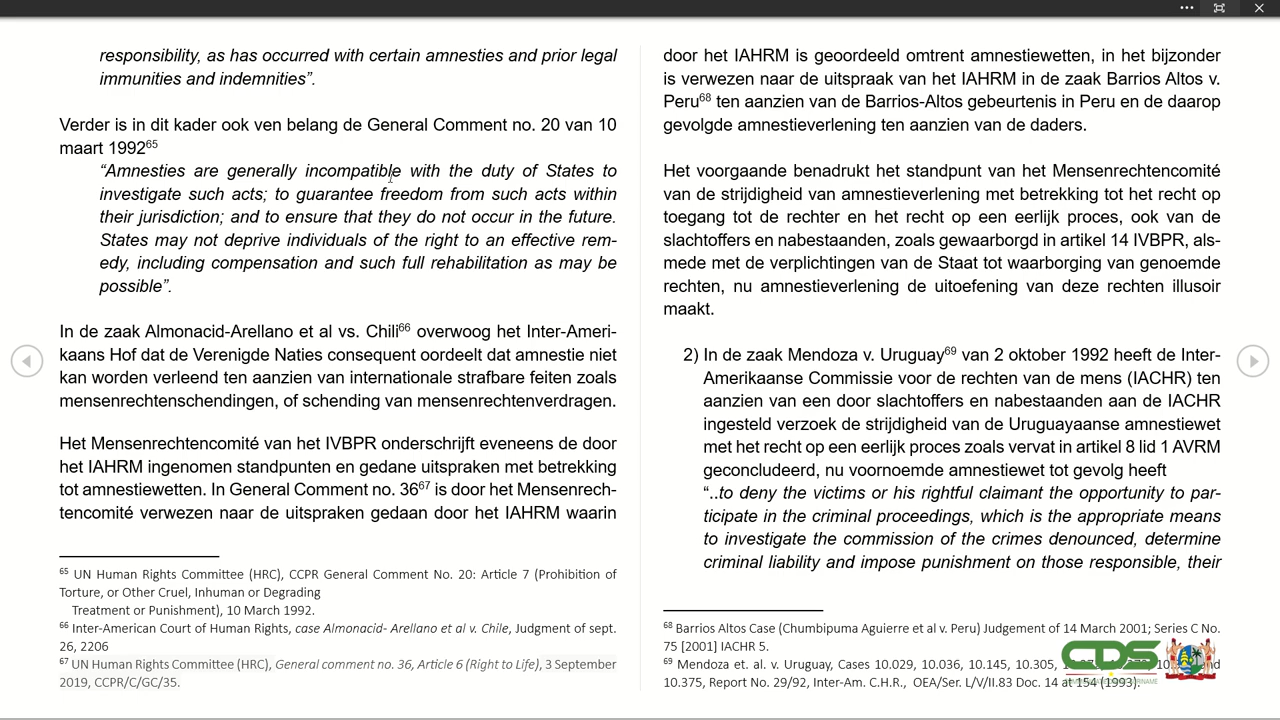 responsibility, as has occurred with certain amnesties and prior legal
immunities and indemnities”.
Verder is in dit kader ook ven belang de General Comment no. 20 van 10
maart 1992⁶⁵
“Amnesties are generally incompatible with the duty of States to
investigate such acts; to guarantee freedom from such acts within
their jurisdiction; and to ensure that they do not occur in the future.
States may not deprive individuals of the right to an effective rem-
edy, including compensation and such full rehabilitation as may be
possible”.
In de zaak Almonacid-Arellano et al vs. Chili⁶⁶ overwoog het Inter-Ameri-
kaans Hof dat de Verenigde Naties consequent oordeelt dat amnestie niet
kan worden verleend ten aanzien van internationale strafbare feiten zoals
mensenrechtenschendingen, of schending van mensenrechtenverdragen.
Het Mensenrechtencomité van het IVBPR onderschrijft eveneens de door
het IAHRM ingenomen standpunten en gedane uitspraken met betrekking
tot amnestiewetten. In General Comment no. 36⁶⁷ is door het Mensenrech-
tencomité verwezen naar de uitspraken gedaan door het IAHRM waarin
⁶⁵ UN Human Rights Committee (HRC), CCPR General Comment No. 20: Article 7 (Prohibition of
Torture, or Other Cruel, Inhuman or Degrading
Treatment or Punishment), 10 March 1992.
⁶⁶ Inter-American Court of Human Rights, case Almonacid- Arellano et al v. Chile, Judgment of sept.
26, 2206
⁶⁷ UN Human Rights Committee (HRC), General comment no. 36, Article 6 (Right to Life), 3 September
2019, CCPR/C/GC/35.
door het IAHRM is geoordeeld omtrent amnestiewetten, in het bijzonder
is verwezen naar de uitspraak van het IAHRM in de zaak Barrios Altos v.
Peru⁶⁸ ten aanzien van de Barrios-Altos gebeurtenis in Peru en de daarop
gevolgde amnestieverlening ten aanzien van de daders.
Het voorgaande benadrukt het standpunt van het Mensenrechtencomité
van de strijdigheid van amnestieverlening met betrekking tot het recht op
toegang tot de rechter en het recht op een eerlijk proces, ook van de
slachtoffers en nabestaanden, zoals gewaarborgd in artikel 14 IVBPR, als-
mede met de verplichtingen van de Staat tot waarborging van genoemde
rechten, nu amnestieverlening de uitoefening van deze rechten illusoir
maakt.
2) In de zaak Mendoza v. Uruguay⁶⁹ van 2 oktober 1992 heeft de Inter-
Amerikaanse Commissie voor de rechten van de mens (IACHR) ten
aanzien van een door slachtoffers en nabestaanden aan de IACHR
ingesteld verzoek de strijdigheid van de Uruguayaanse amnestiewet
met het recht op een eerlijk proces zoals vervat in artikel 8 lid 1 AVRM
geconcludeerd, nu voornoemde amnestiewet tot gevolg heeft
“..to deny the victims or his rightful claimant the opportunity to par-
ticipate in the criminal proceedings, which is the appropriate means
to investigate the commission of the crimes denounced, determine
criminal liability and impose punishment on those responsible, their
⁶⁸ Barrios Altos Case (Chumbipuma Aguierre et al v. Peru) Judgement of 14 March 2001; Series C No.
75 [2001] IACHR 5.
⁶⁹ Mendoza et. al. v. Uruguay, Cases 10.029, 10.036, 10.145, 10.305, and
10.375, Report No. 29/92, Inter-Am. C.H.R., OEA/Ser. L/V/II.83 Doc. 14 at 154 (1993).
CDS